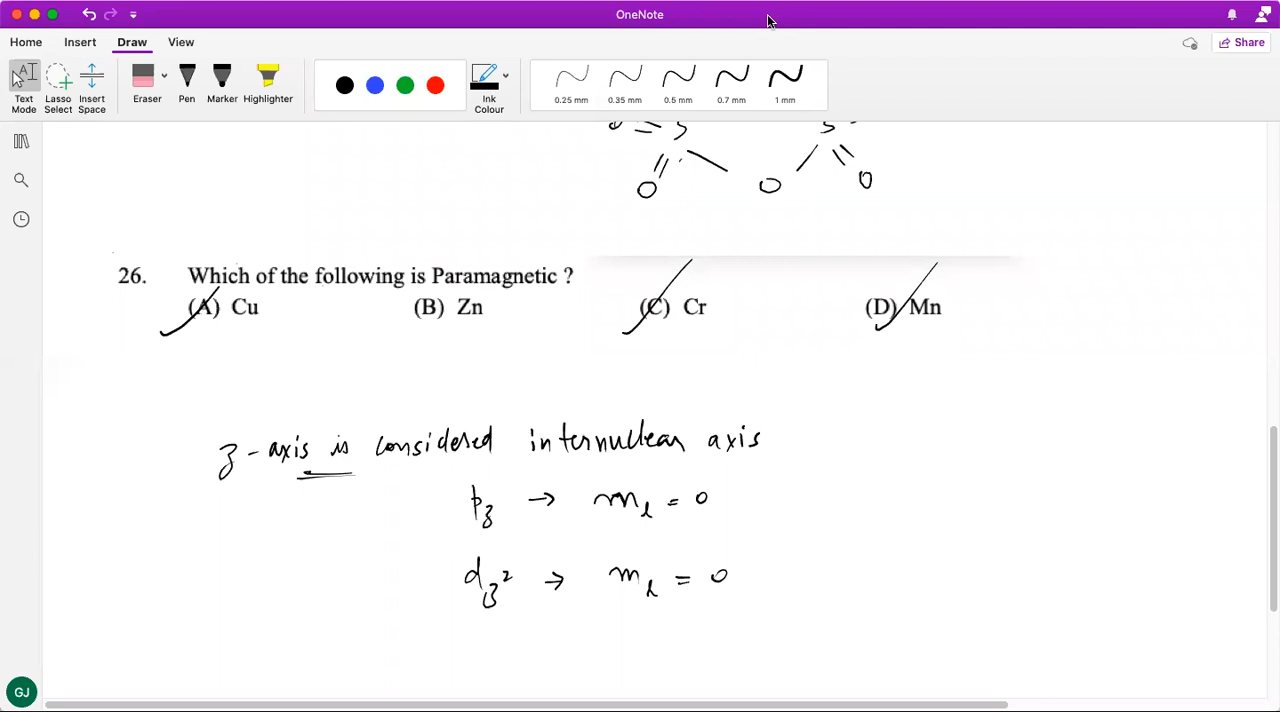 OneNote
Home Insert Draw View
Share
Text Mode
Lasso Select
Insert Space
Eraser
Pen
Marker
Highlighter
Ink Colour
0.25 mm
0.35 mm
0.5 mm
0.7 mm
1 mm
O = S S
O O O
26. Which of the following is Paramagnetic ?
(A) Cu (B) Zn (C) Cr (D) Mn
z-axis is considered internuclear axis
pz → ml = 0
dz² → ml = 0
GJ